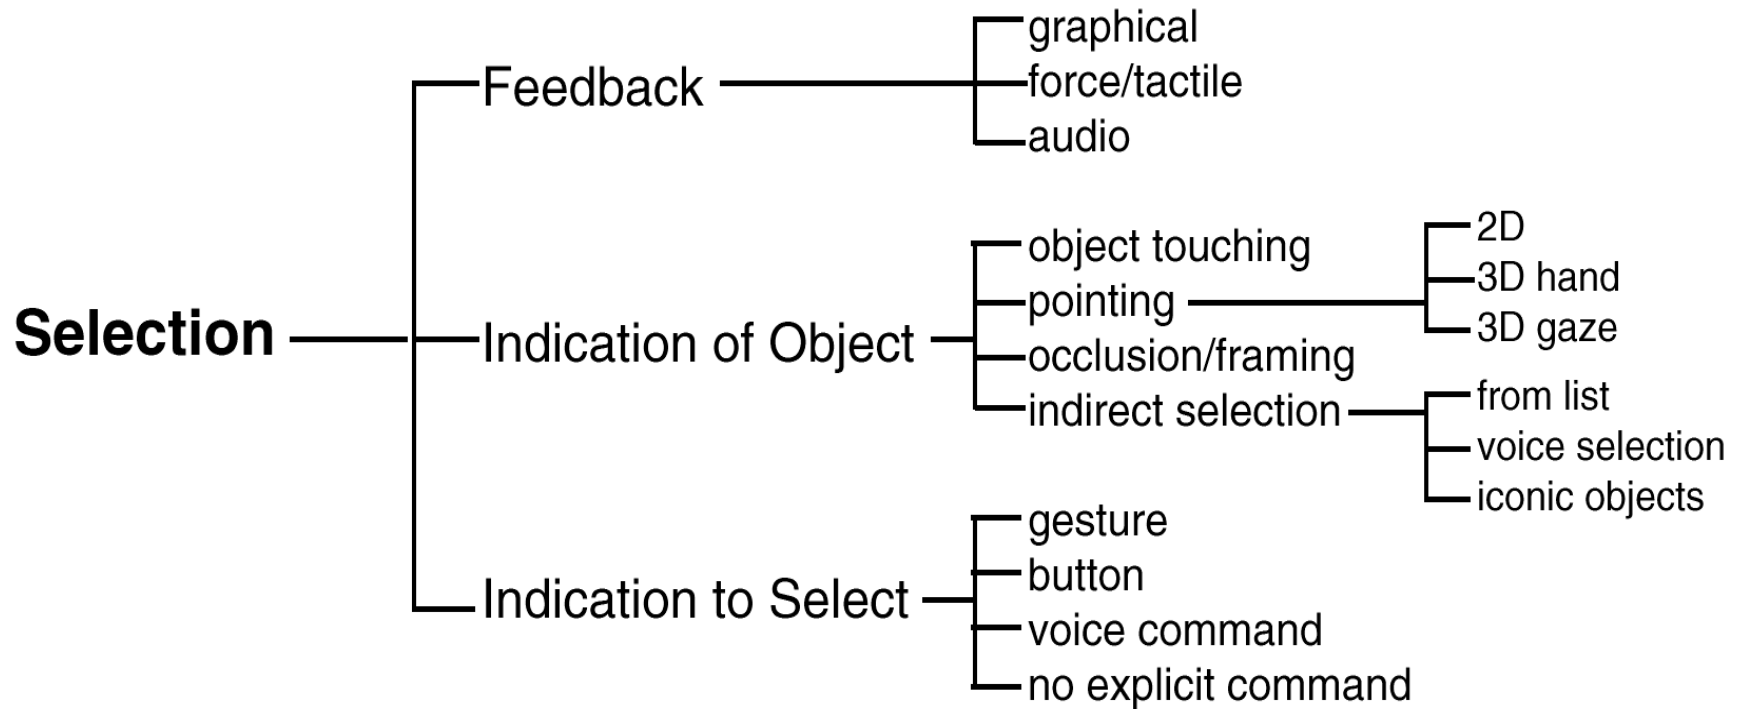 Selection
Feedback
graphical
force/tactile
audio
Indication of Object
object touching
pointing
2D
3D hand
3D gaze
occlusion/framing
indirect selection
from list
voice selection
iconic objects
Indication to Select
gesture
button
voice command
no explicit command